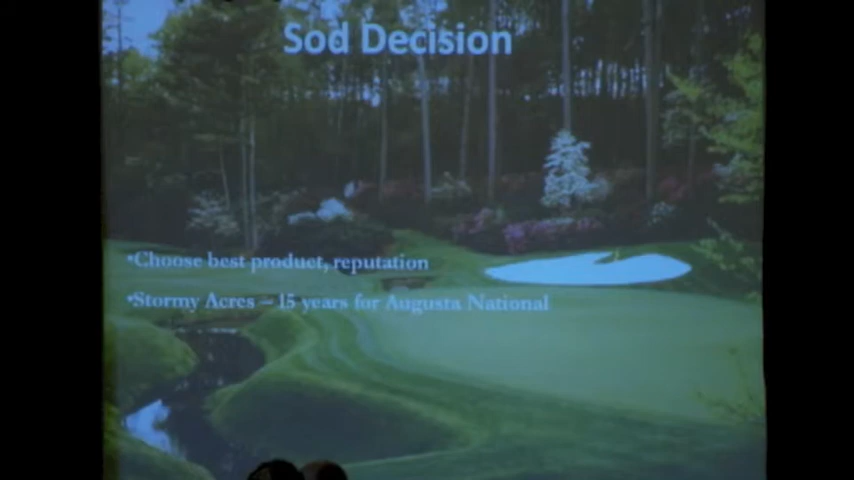 Sod Decision
•Choose best product, reputation
•Stormy Acres – 15 years for Augusta National